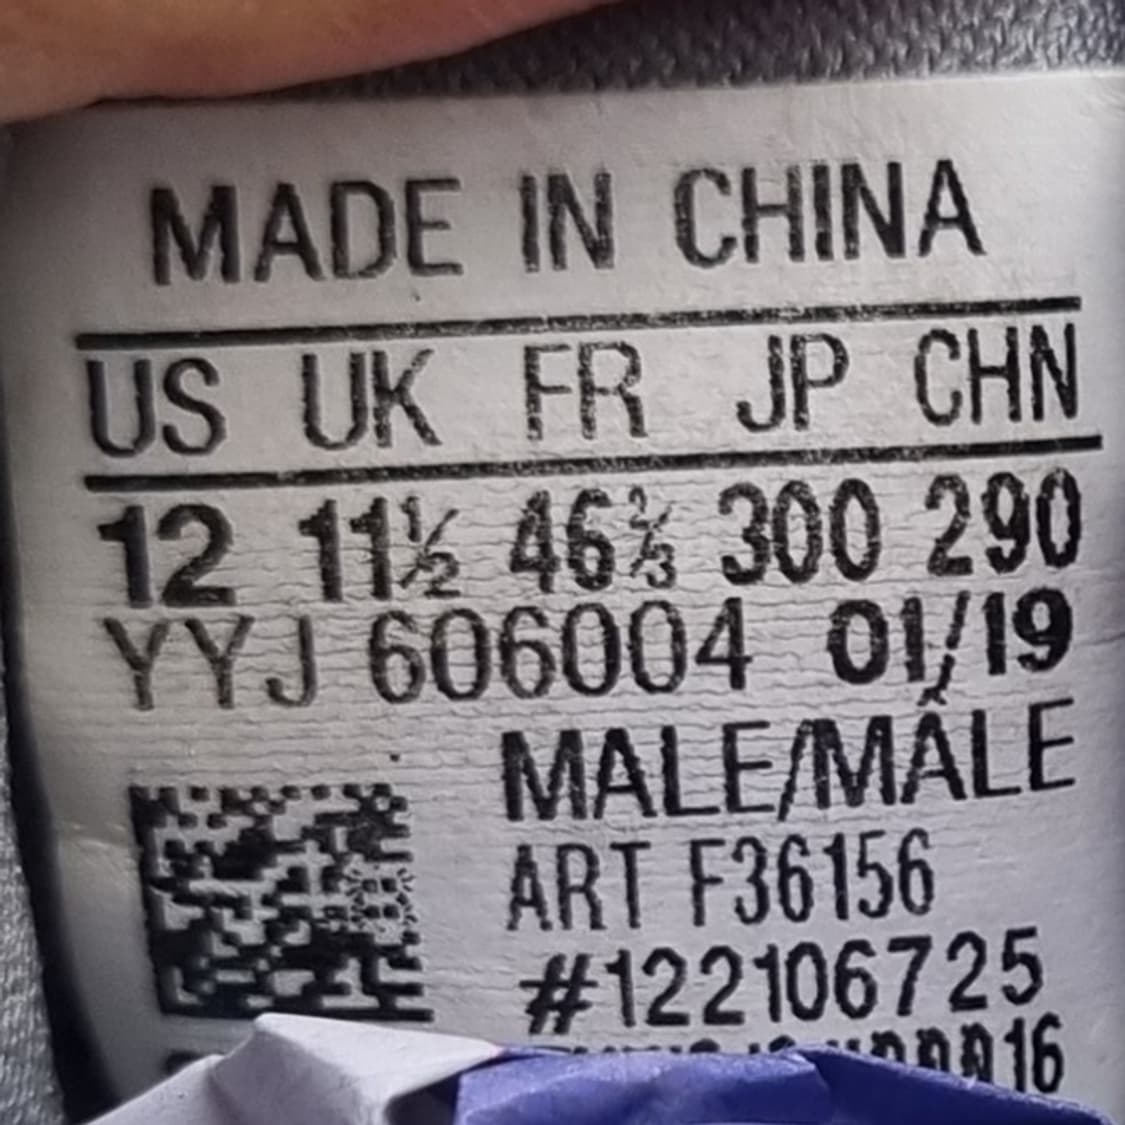 MADE IN CHINA
US UK FR JP CHN
12 11½ 46⅔ 300 290
YYJ 606004 01/19
MALE/MÂLE
ART F36156
#122106725